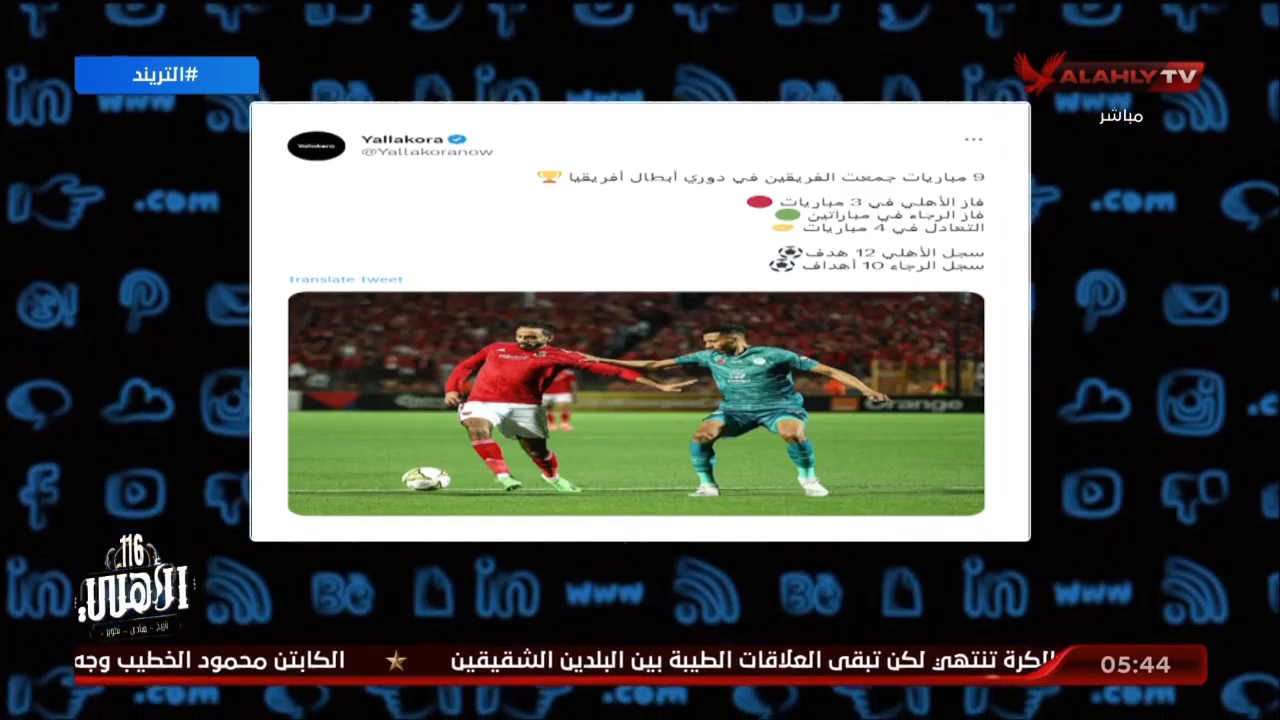 #التريند
ALAHLY TV
مباشر
Yallakora
Yallakora
@Yallakoranow
9 مباريات جمعت الفريقين في دوري أبطال أفريقيا 🏆
فاز الأهلي في 3 مباريات 🔴
فاز الرجاء في مباراتين 🟢
التعادل في 4 مباريات 🤝
سجل الأهلي 12 هدف ⚽
سجل الرجاء 10 أهداف ⚽
Translate Tweet
Orange
116
الأهلي
الكرة تنتهي لكن تبقى العلاقات الطيبة بين البلدين الشقيقين ★ الكابتن محمود الخطيب وجه
05:44